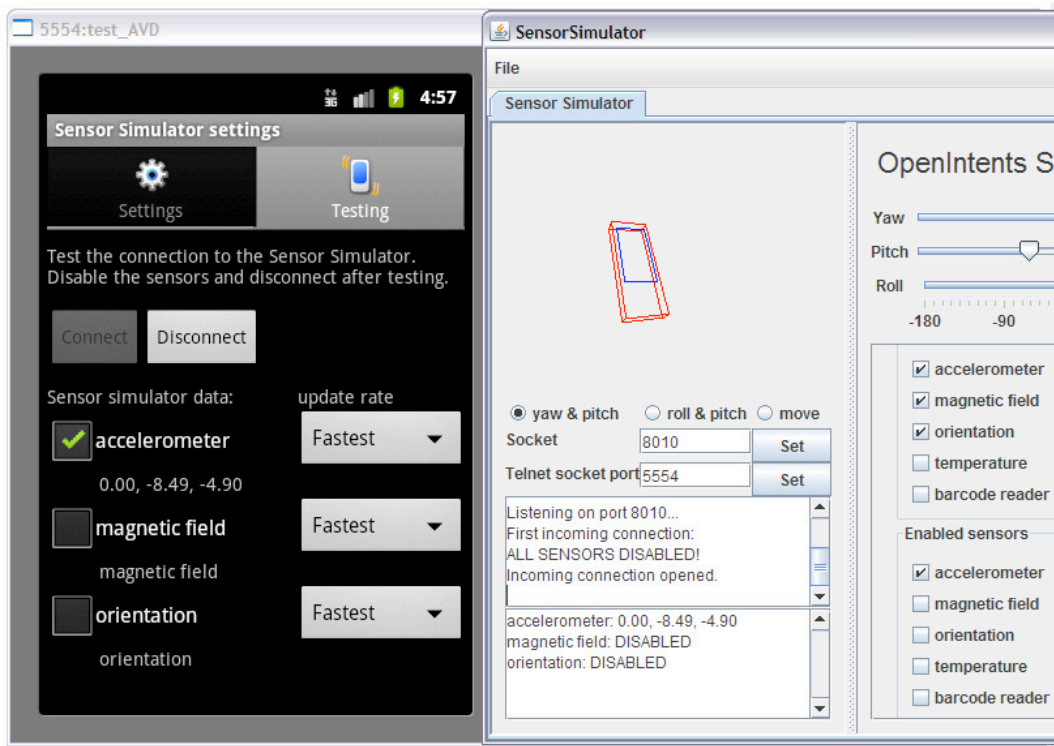 5554:test_AVD
4:57
Sensor Simulator settings
Settings
Testing
Test the connection to the Sensor Simulator.
Disable the sensors and disconnect after testing.
Connect
Disconnect
Sensor simulator data:
update rate
accelerometer
Fastest
0.00, -8.49, -4.90
magnetic field
Fastest
magnetic field
orientation
Fastest
orientation
SensorSimulator
File
Sensor Simulator
yaw & pitch
roll & pitch
move
Socket
8010
Set
Telnet socket port
5554
Set
Listening on port 8010...
First incoming connection:
ALL SENSORS DISABLED!
Incoming connection opened.
accelerometer: 0.00, -8.49, -4.90
magnetic field: DISABLED
orientation: DISABLED
OpenIntents S
Yaw
Pitch
Roll
-180
-90
accelerometer
magnetic field
orientation
temperature
barcode reader
Enabled sensors
accelerometer
magnetic field
orientation
temperature
barcode reader